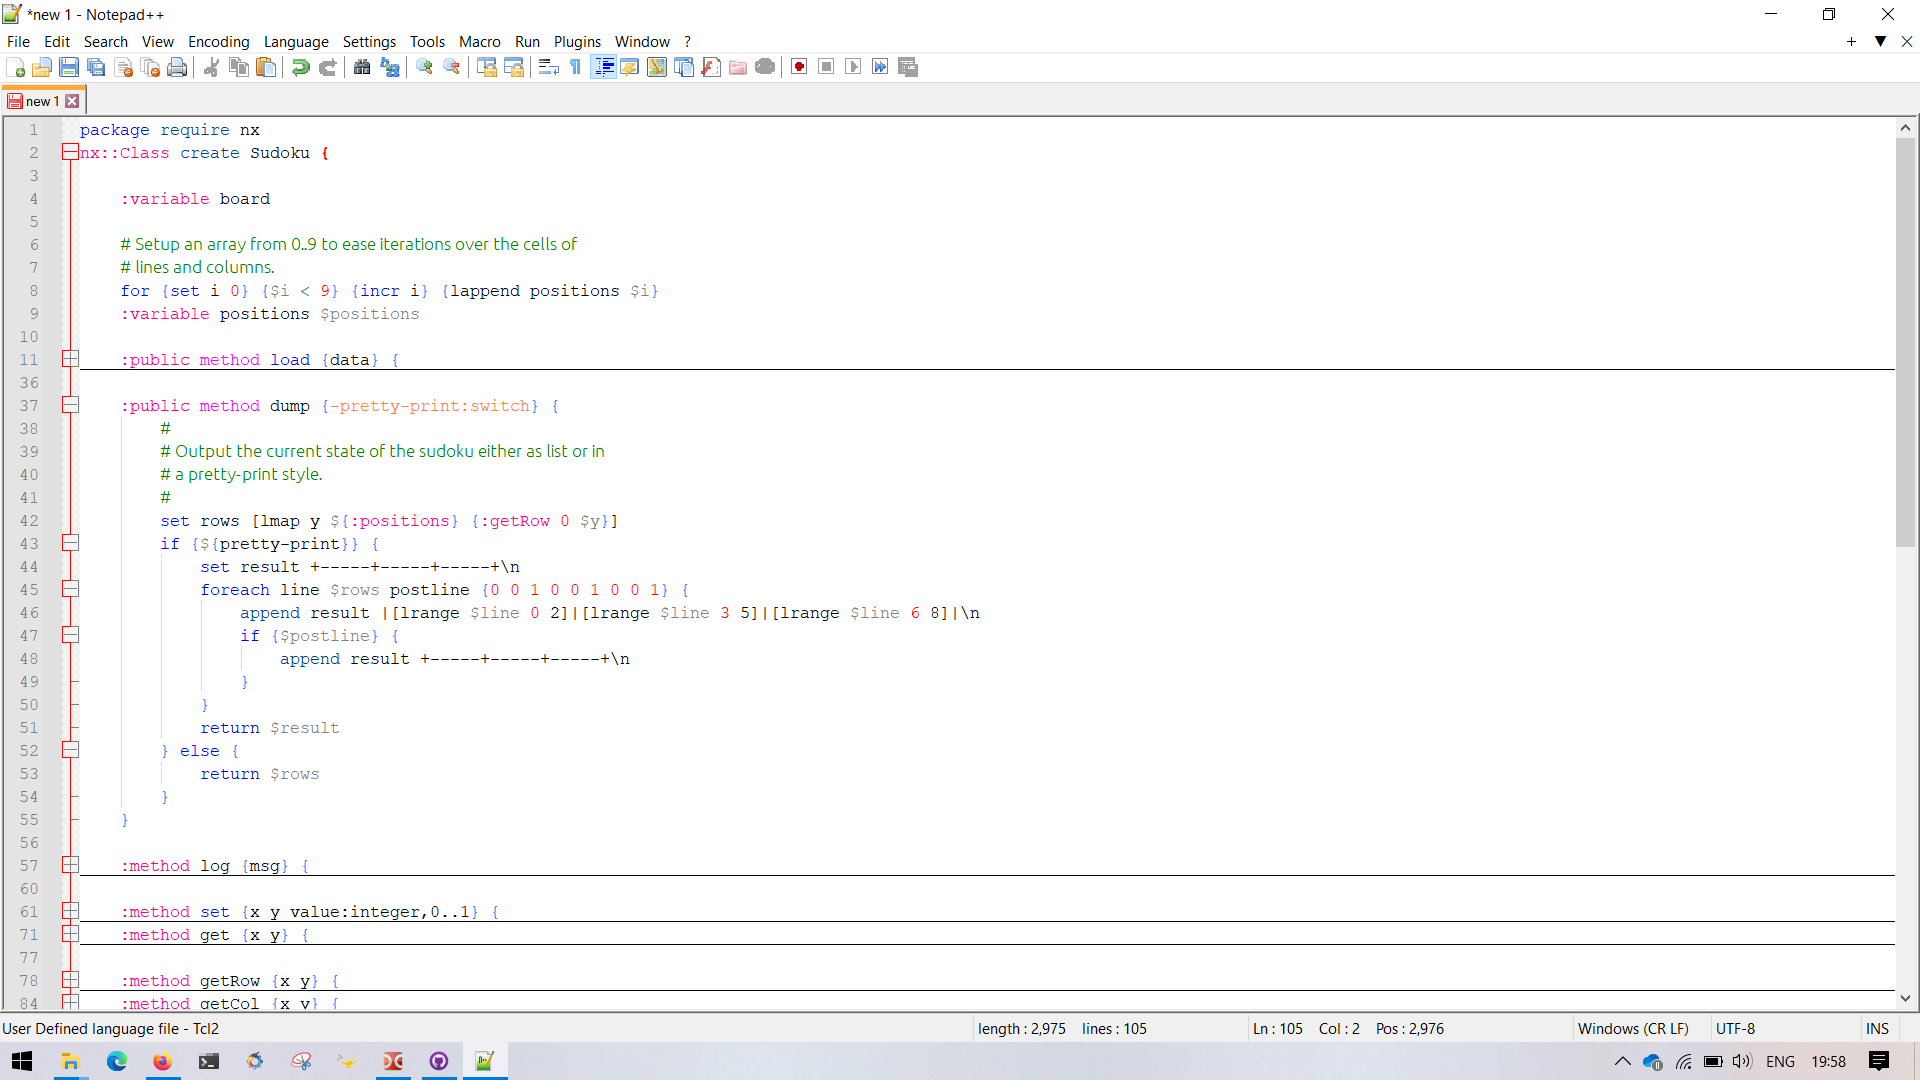 *new 1 - Notepad++
File Edit Search View Encoding Language Settings Tools Macro Run Plugins Window ?
new 1
1 package require nx
2 nx::Class create Sudoku {
3
4     :variable board
5
6     # Setup an array from 0..9 to ease iterations over the cells of
7     # lines and columns.
8     for {set i 0} {$i < 9} {incr i} {lappend positions $i}
9     :variable positions $positions
10
11     :public method load {data} {
36
37     :public method dump {-pretty-print:switch} {
38         #
39         # Output the current state of the sudoku either as list or in
40         # a pretty-print style.
41         #
42         set rows [lmap y ${:positions} {:getRow 0 $y}]
43         if {${pretty-print}} {
44             set result +-----+-----+-----+\n
45             foreach line $rows postline {0 0 1 0 0 1 0 0 1} {
46                 append result |[lrange $line 0 2]|[lrange $line 3 5]|[lrange $line 6 8]|\n
47                 if {$postline} {
48                     append result +-----+-----+-----+\n
49                 }
50             }
51             return $result
52         } else {
53             return $rows
54         }
55     }
56
57     :method log {msg} {
60
61     :method set {x y value:integer,0..1} {
71     :method get {x y} {
77
78     :method getRow {x y} {
84     :method getCol {x y} {
User Defined language file - Tcl2 length : 2,975 lines : 105 Ln : 105 Col : 2 Pos : 2,976 Windows (CR LF) UTF-8 INS
ENG 19:58